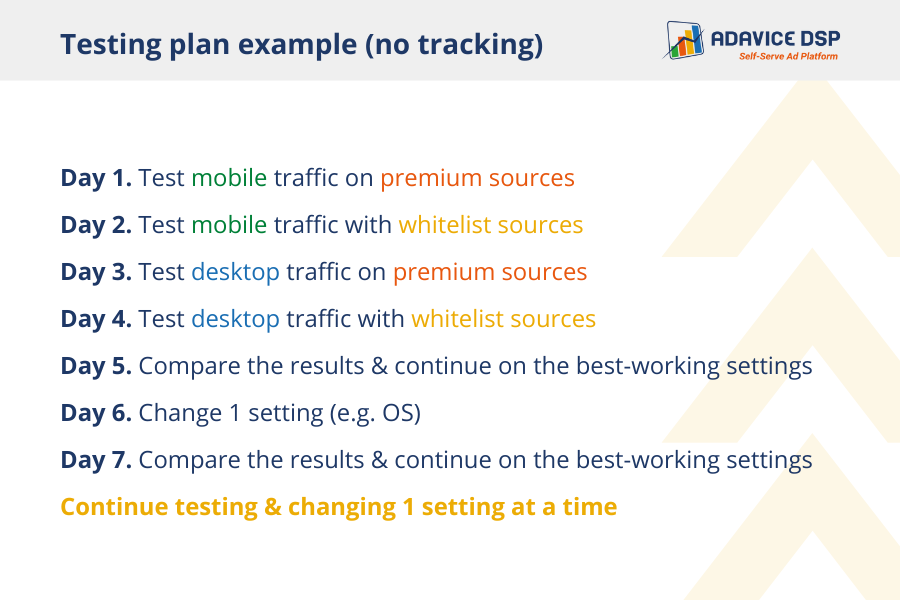 Testing plan example (no tracking)
ADAVICE DSP
Self-Serve Ad Platform
Day 1. Test mobile traffic on premium sources
Day 2. Test mobile traffic with whitelist sources
Day 3. Test desktop traffic on premium sources
Day 4. Test desktop traffic with whitelist sources
Day 5. Compare the results & continue on the best-working settings
Day 6. Change 1 setting (e.g. OS)
Day 7. Compare the results & continue on the best-working settings
Continue testing & changing 1 setting at a time